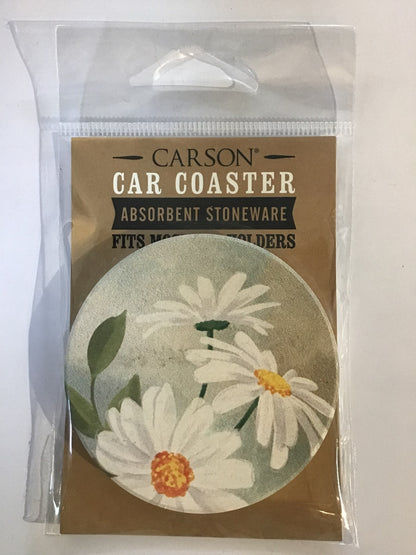 CARSON®
CAR COASTER
ABSORBENT STONEWARE
FITS HOLDERS